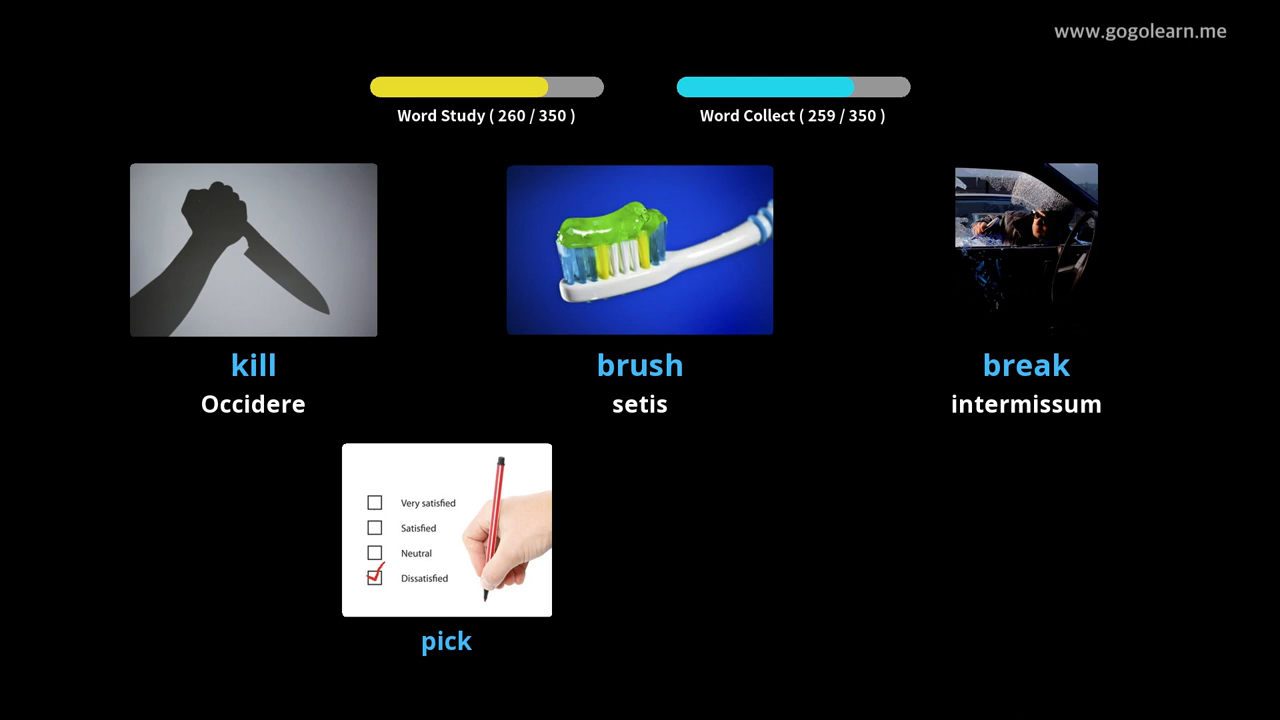 www.gogolearn.me
Word Study ( 260 / 350 )
Word Collect ( 259 / 350 )
kill
brush
break
Occidere
setis
intermissum
Very satisfied
Satisfied
Neutral
Dissatisfied
pick